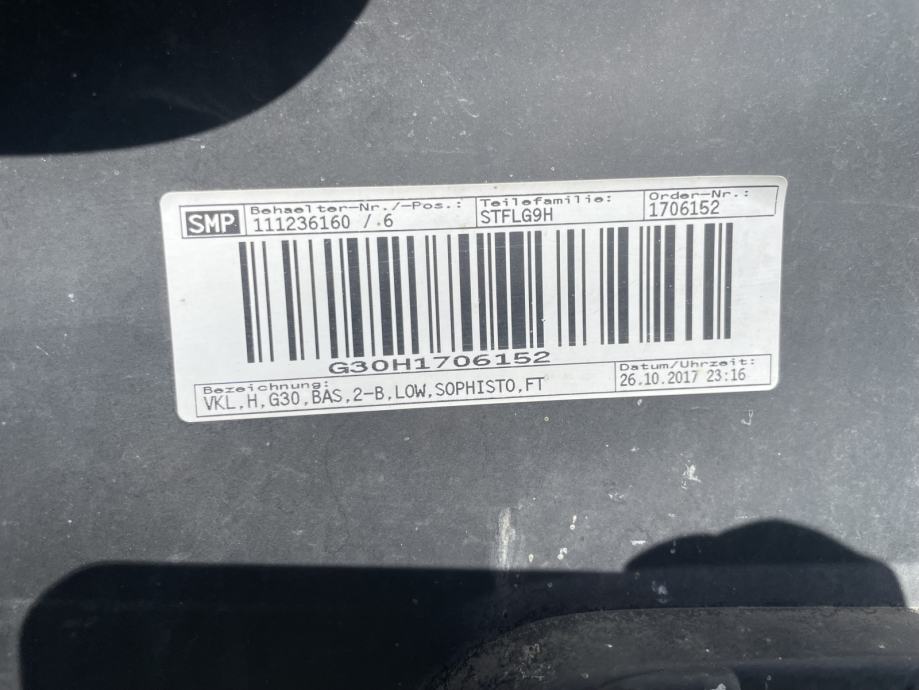 SMP
Behaelter-Nr./-Pos.:
111236160 /.6
Teilefamilie:
STFLG9H
Order-Nr.:
1706152
G30H1706152
Bezeichnung:
VKL,H,G30,BAS,2-B,LOW,SOPHISTO,FT
Datum/Uhrzeit:
26.10.2017 23:16